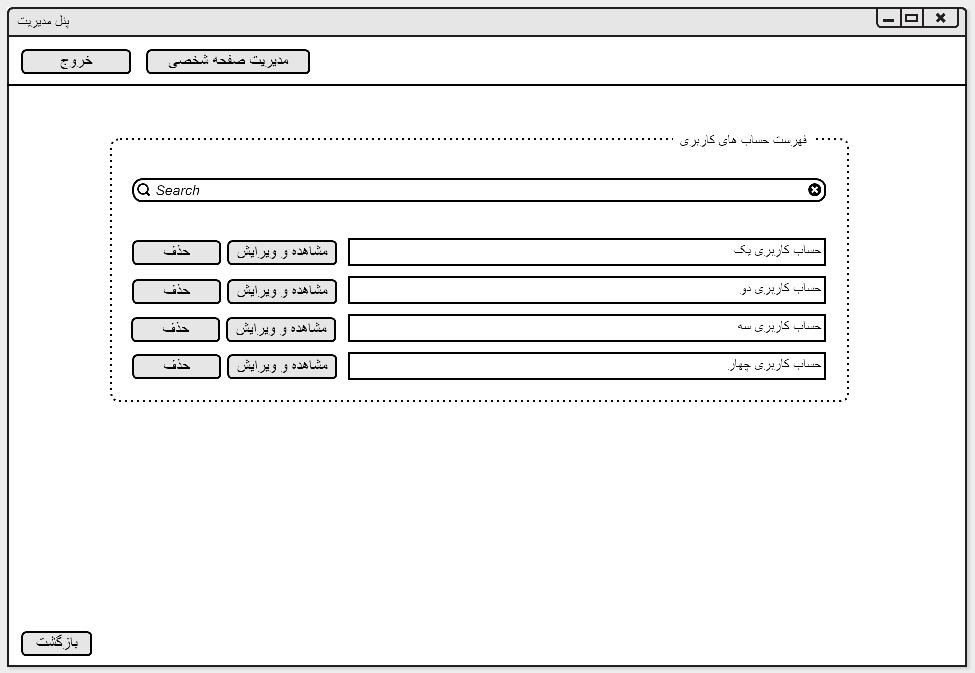 پنل مدیریت
مدیریت صفحه شخصی
خروج
فهرست حساب های کاربری
Search
حساب کاربری یک
مشاهده و ویرایش
حذف
حساب کاربری دو
مشاهده و ویرایش
حذف
حساب کاربری سه
مشاهده و ویرایش
حذف
حساب کاربری چهار
مشاهده و ویرایش
حذف
بازگشت